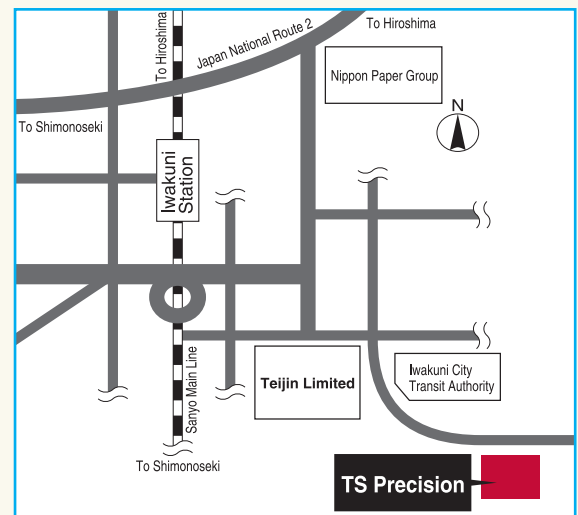 To Hiroshima
Japan National Route 2
To Hiroshima
Nippon Paper Group
N
To Shimonoseki
Iwakuni
Station
Teijin Limited
Iwakuni City
Transit Authority
Sanyo Main Line
To Shimonoseki
TS Precision